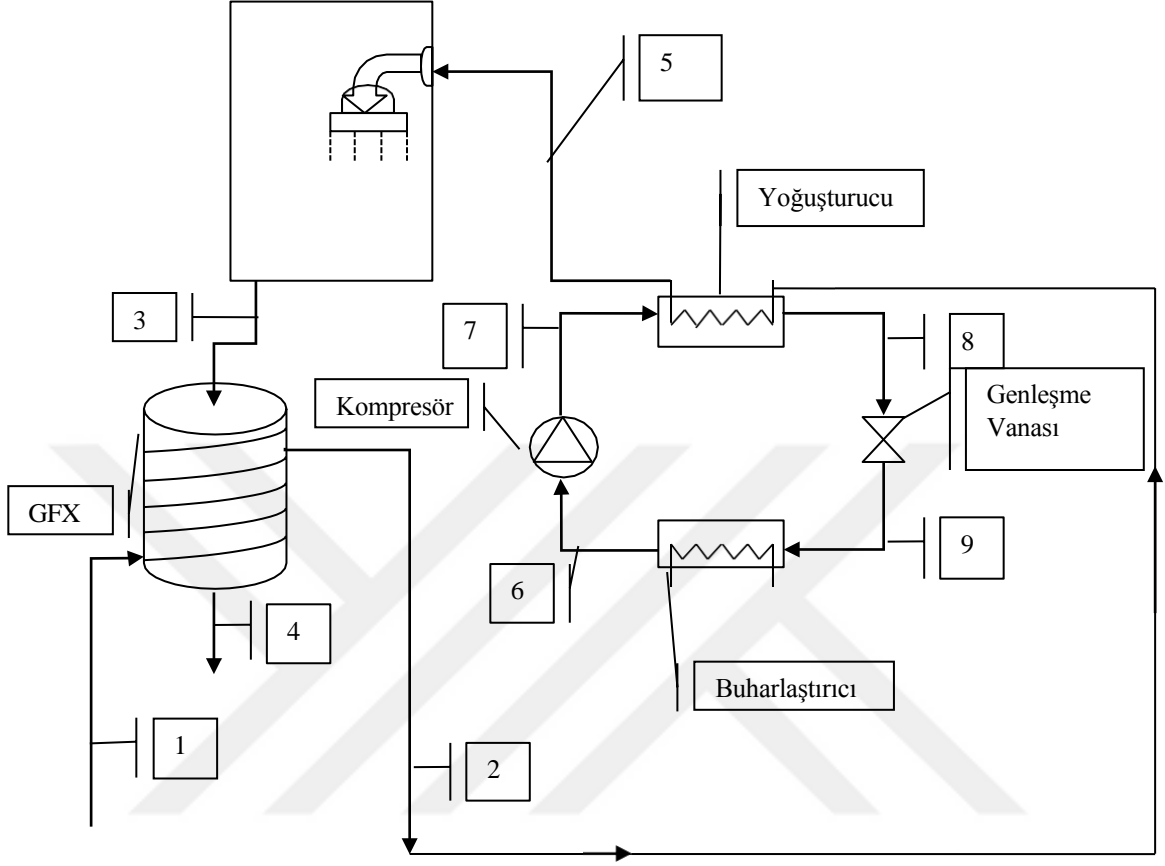 5
Yoğuşturucu
3
7
8
Kompresör
Genleşme
Vanası
GFX
9
6
4
Buharlaştırıcı
1
2